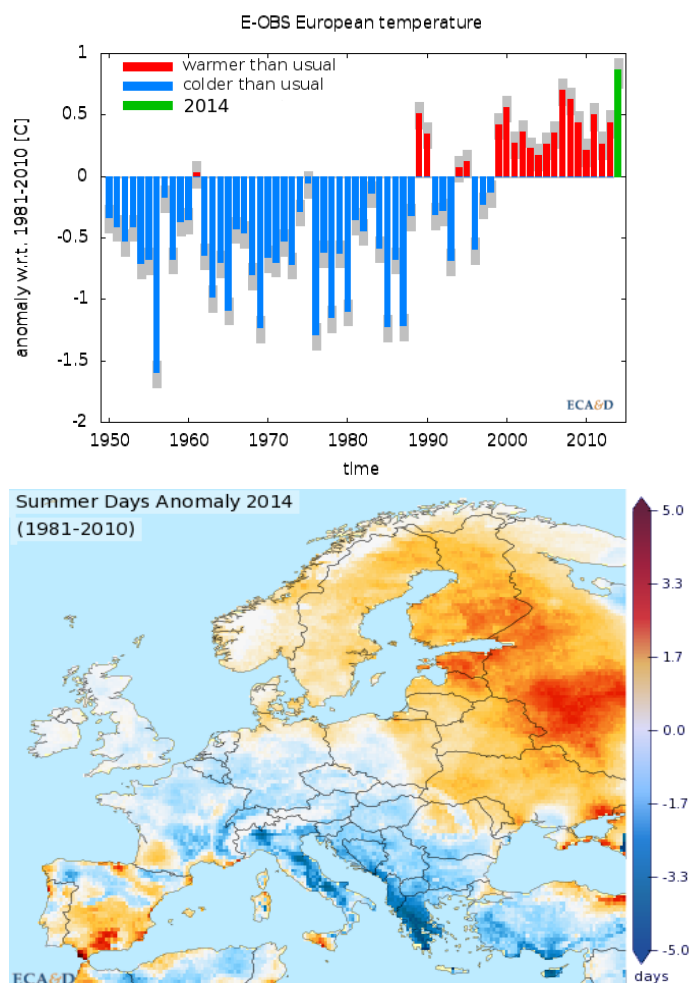 E-OBS European temperature
1
0.5
0
-0.5
-1
-1.5
-2
anomaly w.r.t. 1981-2010 [C]
warmer than usual
colder than usual
2014
ECA&D
1950 1960 1970 1980 1990 2000 2010
time
Summer Days Anomaly 2014
(1981-2010)
5.0
3.3
1.7
0.0
-1.7
-3.3
-5.0
days
ECA&D